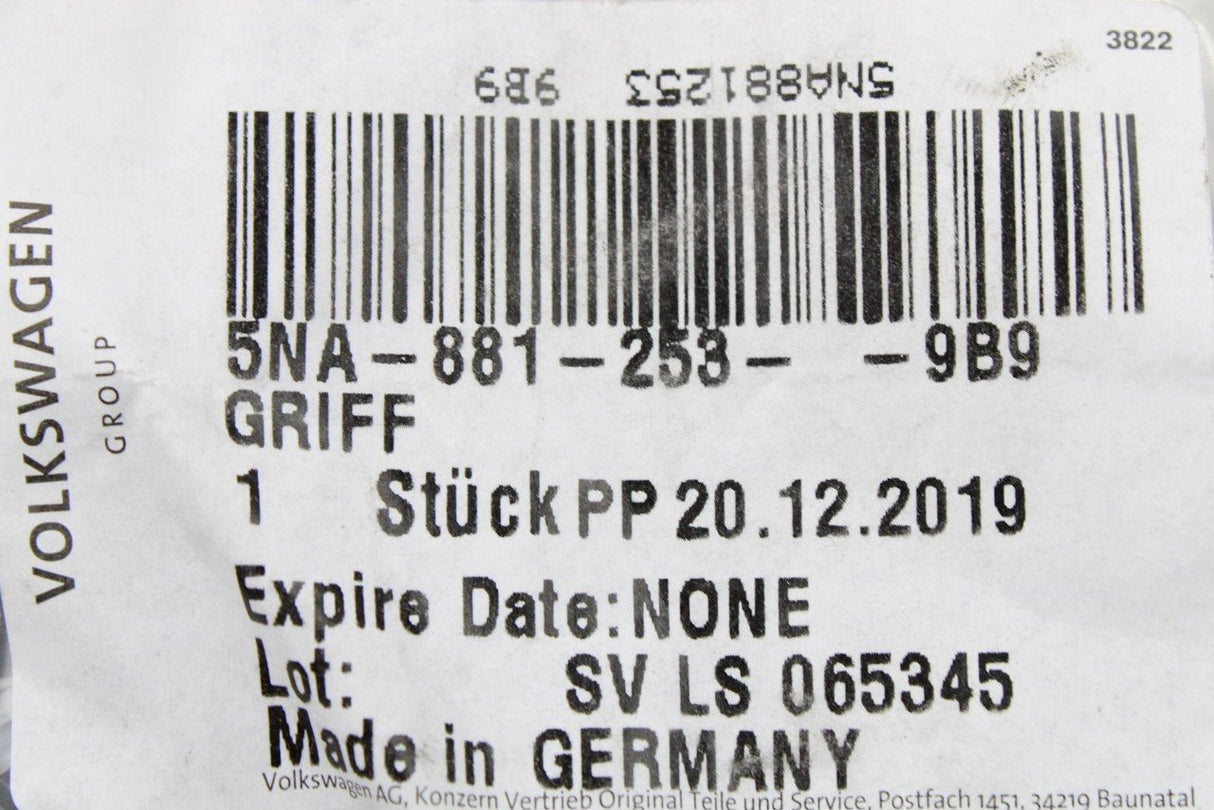 3822
5NA881253 9B9
5NA-881-253- -9B9
GRIFF
1 Stück PP 20.12.2019
Expire Date:NONE
Lot: SV LS 065345
Made in GERMANY
Volkswagen AG, Konzern Vertrieb Original Teile und Service, Postfach 1451, 34219 Baunatal
VOLKSWAGEN
GROUP